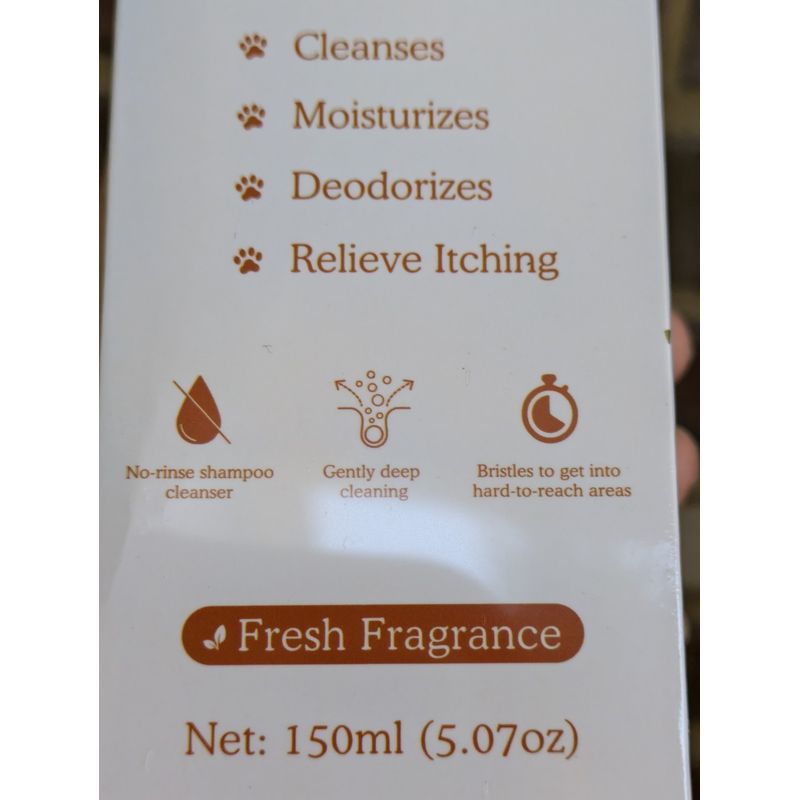 Cleanses
Moisturizes
Deodorizes
Relieve Itching
No-rinse shampoo
cleanser
Gently deep
cleaning
Bristles to get into
hard-to-reach areas
Fresh Fragrance
Net: 150ml (5.07oz)